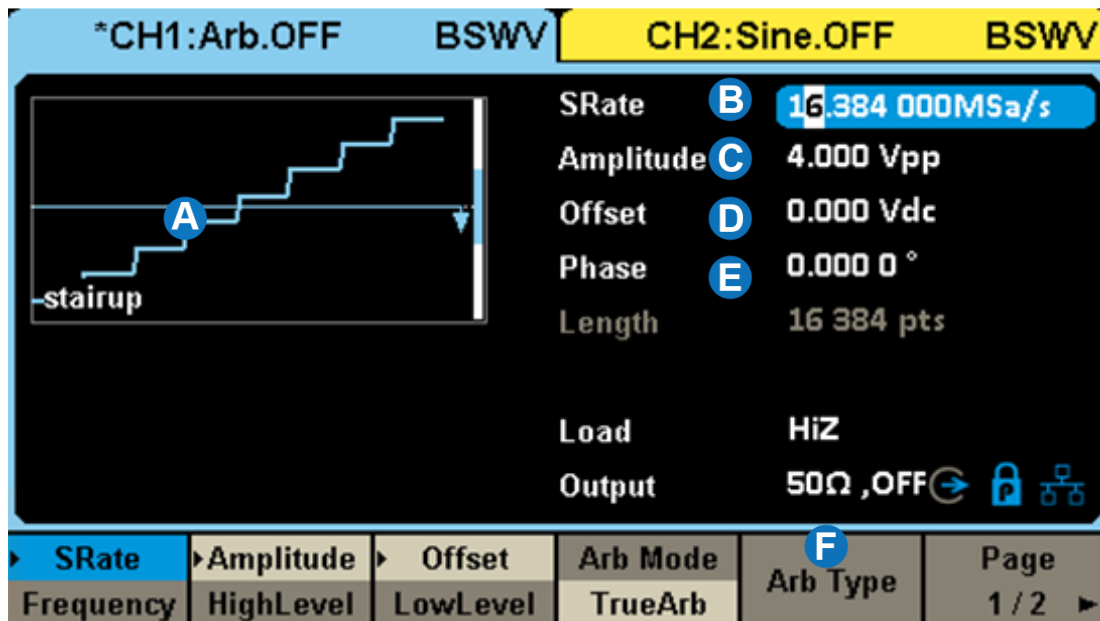 *CH1:Arb.OFF BSWV CH2:Sine.OFF BSWV
A
stairup
SRate B 16.384 000MSa/s
Amplitude C 4.000 Vpp
Offset D 0.000 Vdc
Phase E 0.000 0 °
Length 16 384 pts
Load HiZ
Output 50Ω ,OFF P
SRate Amplitude Offset Arb Mode F Arb Type Page
Frequency HighLevel LowLevel TrueArb 1 / 2